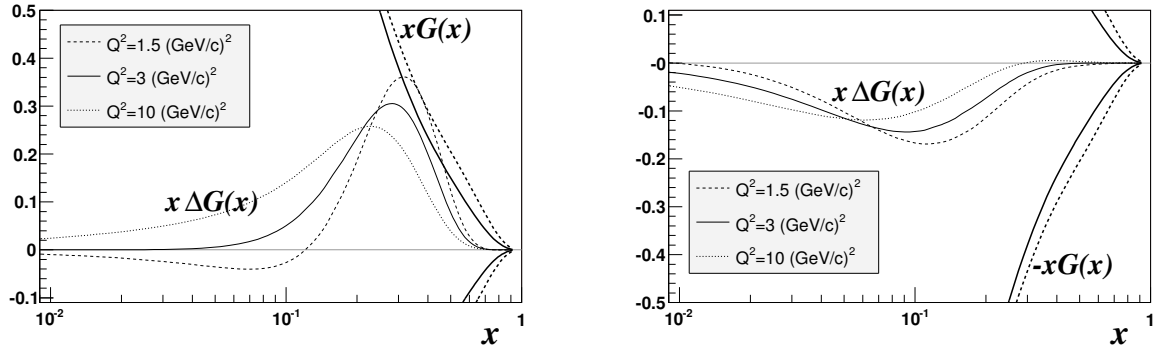 0.5
0.4
0.3
0.2
0.1
0
-0.1
xG(x)
Q²=1.5 (GeV/c)²
Q²=3 (GeV/c)²
Q²=10 (GeV/c)²
x ΔG(x)
10⁻² 10⁻¹ 1
x
0.1
-0
-0.1
-0.2
-0.3
-0.4
-0.5
x ΔG(x)
Q²=1.5 (GeV/c)²
Q²=3 (GeV/c)²
Q²=10 (GeV/c)²
-xG(x)
10⁻² 10⁻¹ 1
x